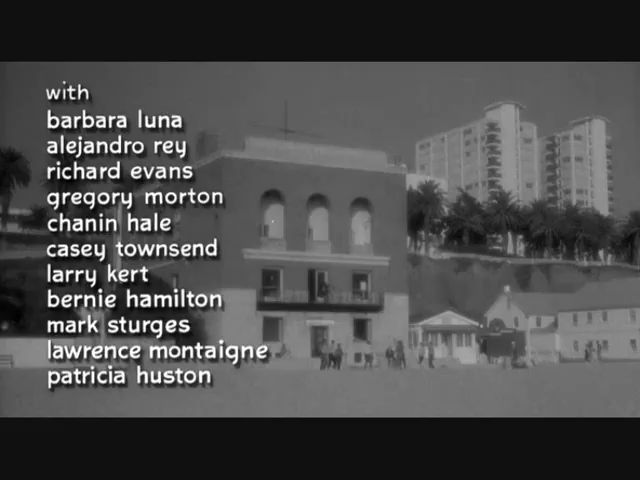 with
barbara luna
alejandro rey
richard evans
gregory morton
chanin hale
casey townsend
larry kert
bernie hamilton
mark sturges
lawrence montaigne
patricia huston